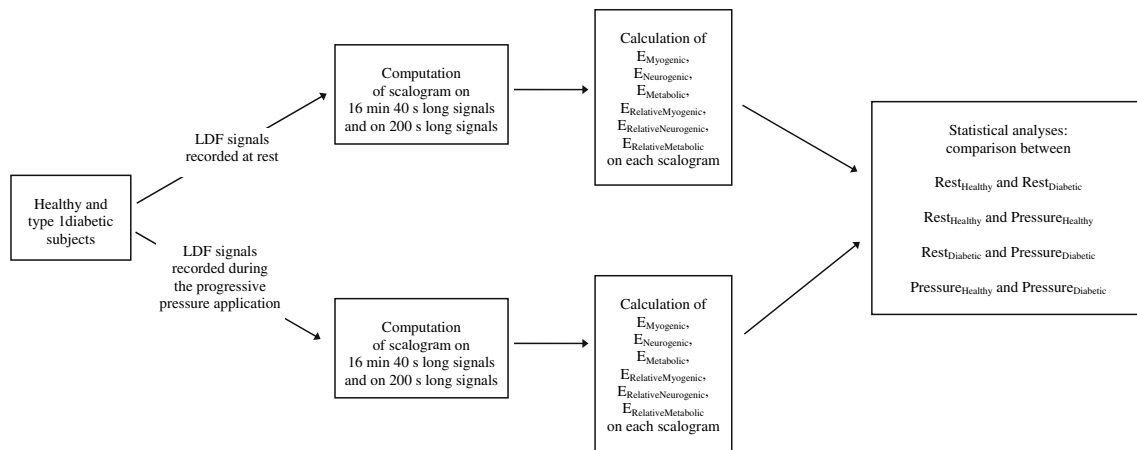 Healthy and
type 1diabetic
subjects
LDF signals
recorded at rest
Computation
of scalogram on
16 min 40 s long signals
and on 200 s long signals
Calculation of
EMyogenic,
ENeurogenic,
EMetabolic,
ERelativeMyogenic,
ERelativeNeurogenic,
ERelativeMetabolic
on each scalogram
LDF signals
recorded during
the progressive
pressure application
Computation
of scalogram on
16 min 40 s long signals
and on 200 s long signals
Calculation of
EMyogenic,
ENeurogenic,
EMetabolic,
ERelativeMyogenic,
ERelativeNeurogenic,
ERelativeMetabolic
on each scalogram
Statistical analyses:
comparison between
RestHealthy and RestDiabetic
RestHealthy and PressureHealthy
RestDiabetic and PressureDiabetic
PressureHealthy and PressureDiabetic